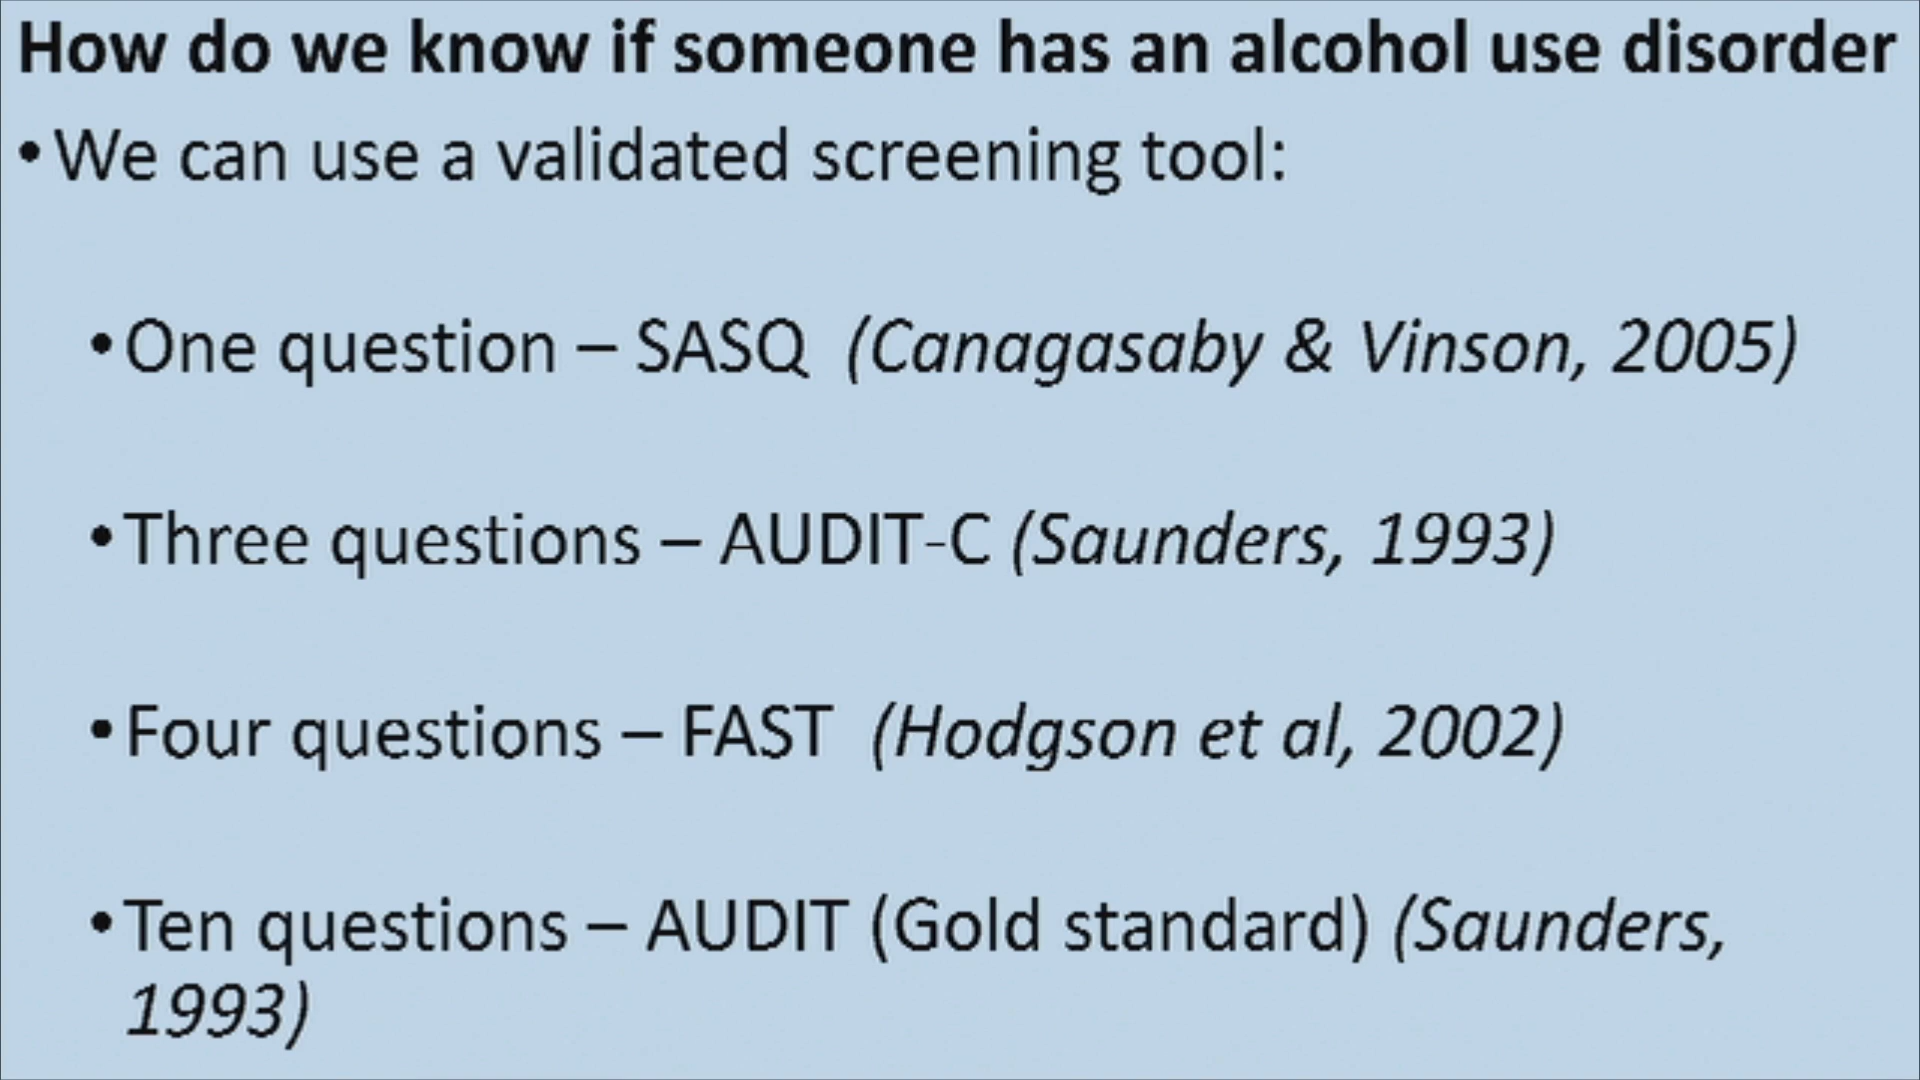 How do we know if someone has an alcohol use disorder
• We can use a validated screening tool:
• One question – SASQ (Canagasaby & Vinson, 2005)
• Three questions – AUDIT-C (Saunders, 1993)
• Four questions – FAST (Hodgson et al, 2002)
• Ten questions – AUDIT (Gold standard) (Saunders,
1993)